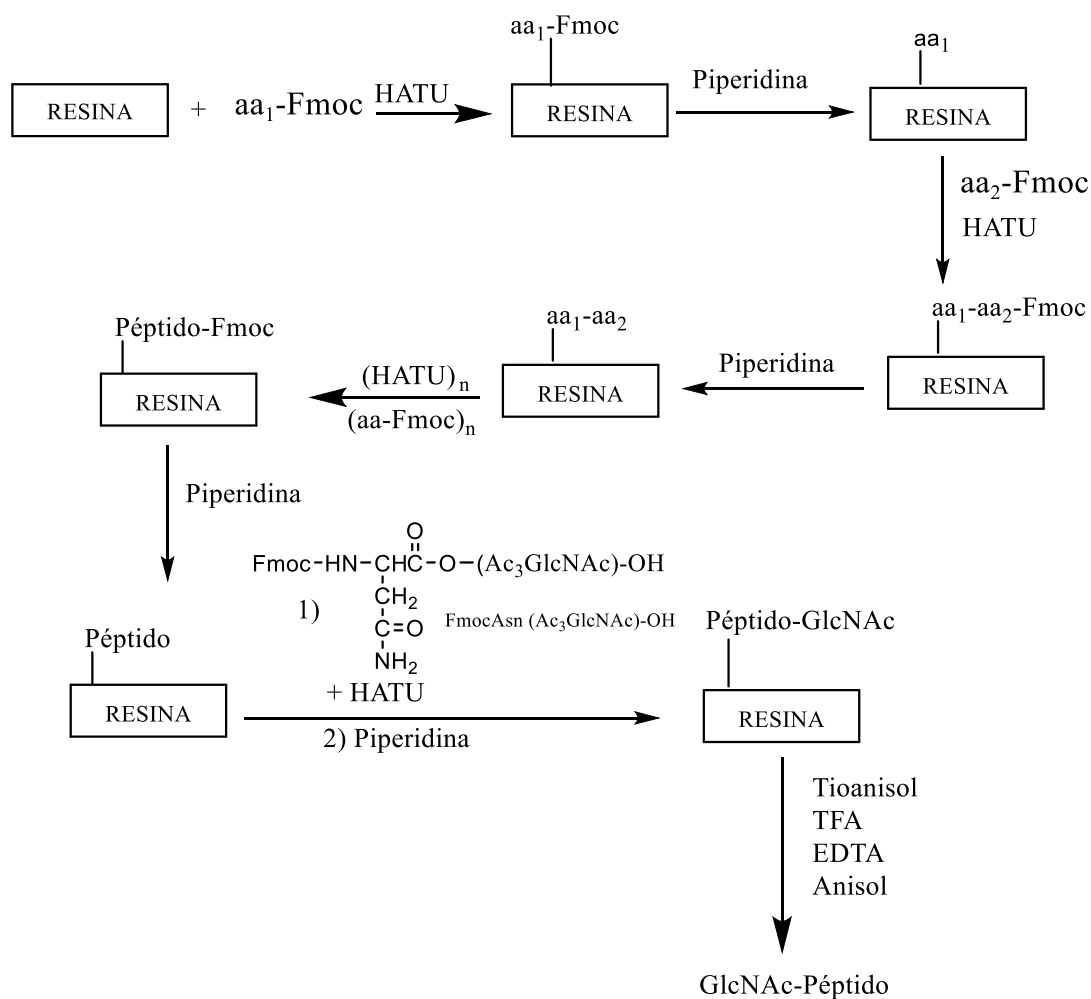 RESINA + aa₁-Fmoc
HATU
aa₁-Fmoc
RESINA
Piperidina
aa₁
RESINA
aa₂-Fmoc
HATU
aa₁-aa₂-Fmoc
RESINA
Piperidina
aa₁-aa₂
RESINA
(HATU)ₙ
(aa-Fmoc)ₙ
Péptido-Fmoc
RESINA
Piperidina
Péptido
RESINA
1)
O
Fmoc-HN-CHC-O-(Ac₃GlcNAc)-OH
CH₂
C=O
NH₂
FmocAsn (Ac₃GlcNAc)-OH
+ HATU
2) Piperidina
Péptido-GlcNAc
RESINA
Tioanisol
TFA
EDTA
Anisol
GlcNAc-Péptido